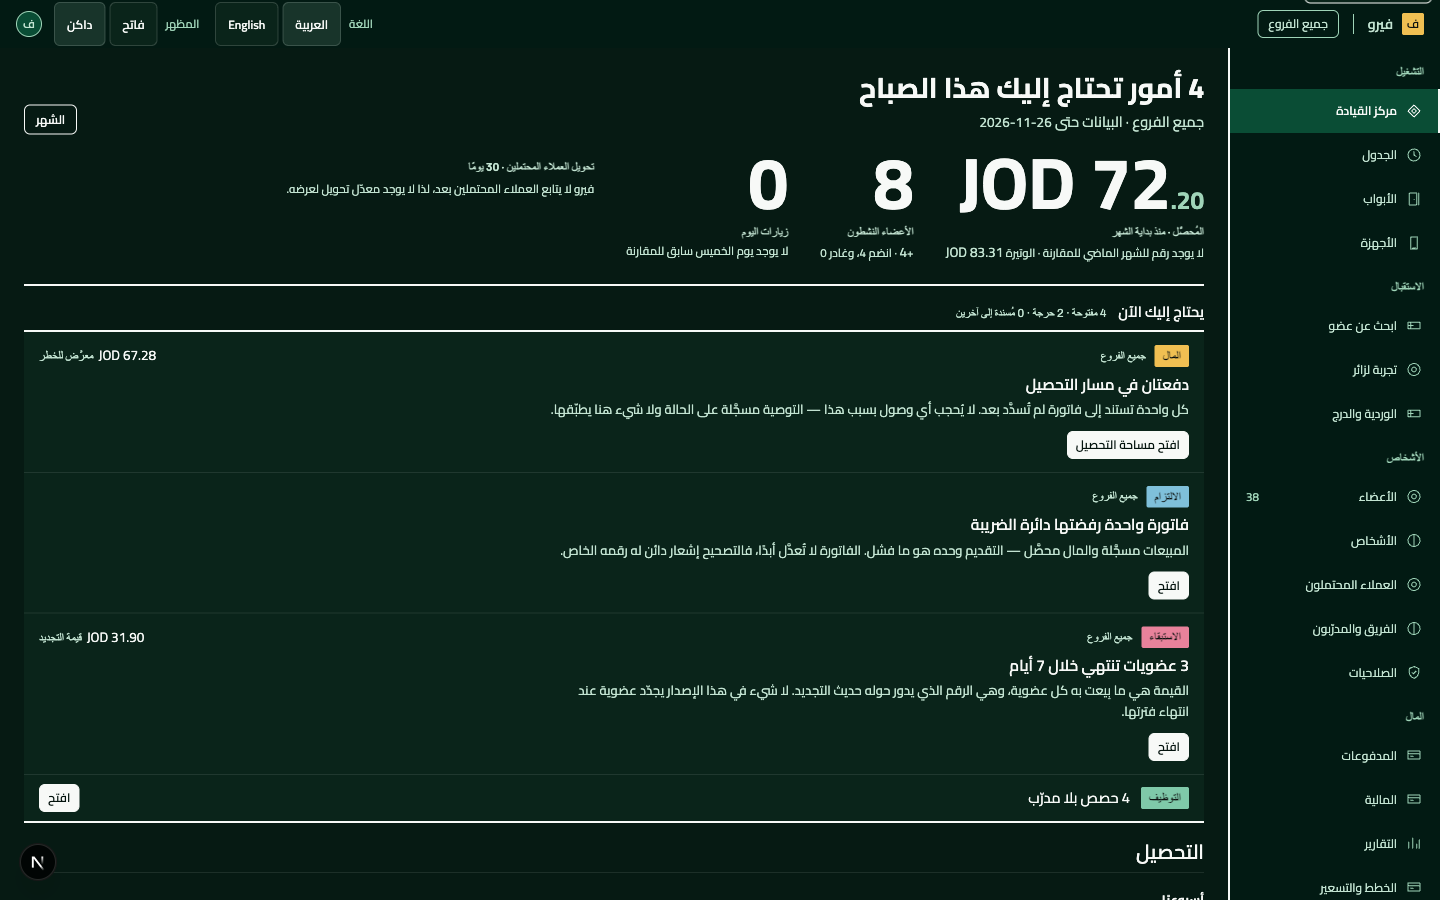 ف
فيرو
جميع الفروع
اللغة
العربية
English
المظهر
فاتح
داكن
ف
التشغيل
مركز القيادة
الجدول
الأبواب
الأجهزة
الاستقبال
ابحث عن عضو
تجربة لزائر
الوردية والدرج
الأشخاص
الأعضاء 38
الأشخاص
العملاء المحتملون
الفريق والمدرّبون
الصلاحيات
المال
المدفوعات
المالية
التقارير
الخطط والتسعير
4 أمور تحتاج إليك هذا الصباح
جميع الفروع · البيانات حتى 26-11-2026
الشهر
JOD 72.20
المُحصَّل · منذ بداية الشهر
لا يوجد رقم للشهر الماضي للمقارنة · الوتيرة JOD 83.31
8
الأعضاء النشطون
+4 · انضم 4، وغادر 0
0
زيارات اليوم
لا يوجد يوم الخميس سابق للمقارنة
تحويل العملاء المحتملين · 30 يومًا
فيرو لا يتابع العملاء المحتملين بعد، لذا لا يوجد معدّل تحويل لعرضه.
يحتاج إليك الآن
4 مفتوحة · 2 حرجة · 0 مُسندة إلى آخرين
المال جميع الفروع
JOD 67.28 معرَّض للخطر
دفعتان في مسار التحصيل
كل واحدة تستند إلى فاتورة لم تُسدَّد بعد. لا يُحجب أي وصول بسبب هذا — التوصية مسجَّلة على الحالة ولا شيء هنا يطبّقها.
افتح مساحة التحصيل
الالتزام جميع الفروع
فاتورة واحدة رفضتها دائرة الضريبة
المبيعات مسجَّلة والمال محصَّل — التقديم وحده هو ما فشل. الفاتورة لا تُعدَّل أبدًا، فالتصحيح إشعار دائن له رقمه الخاص.
افتح
الاستبقاء جميع الفروع
JOD 31.90 قيمة التجديد
3 عضويات تنتهي خلال 7 أيام
القيمة هي ما بِيعت به كل عضوية، وهي الرقم الذي يدور حوله حديث التجديد. لا شيء في هذا الإصدار يجدّد عضوية عند
انتهاء فترتها.
افتح
التوظيف 4 حصص بلا مدرّب
افتح
التحصيل